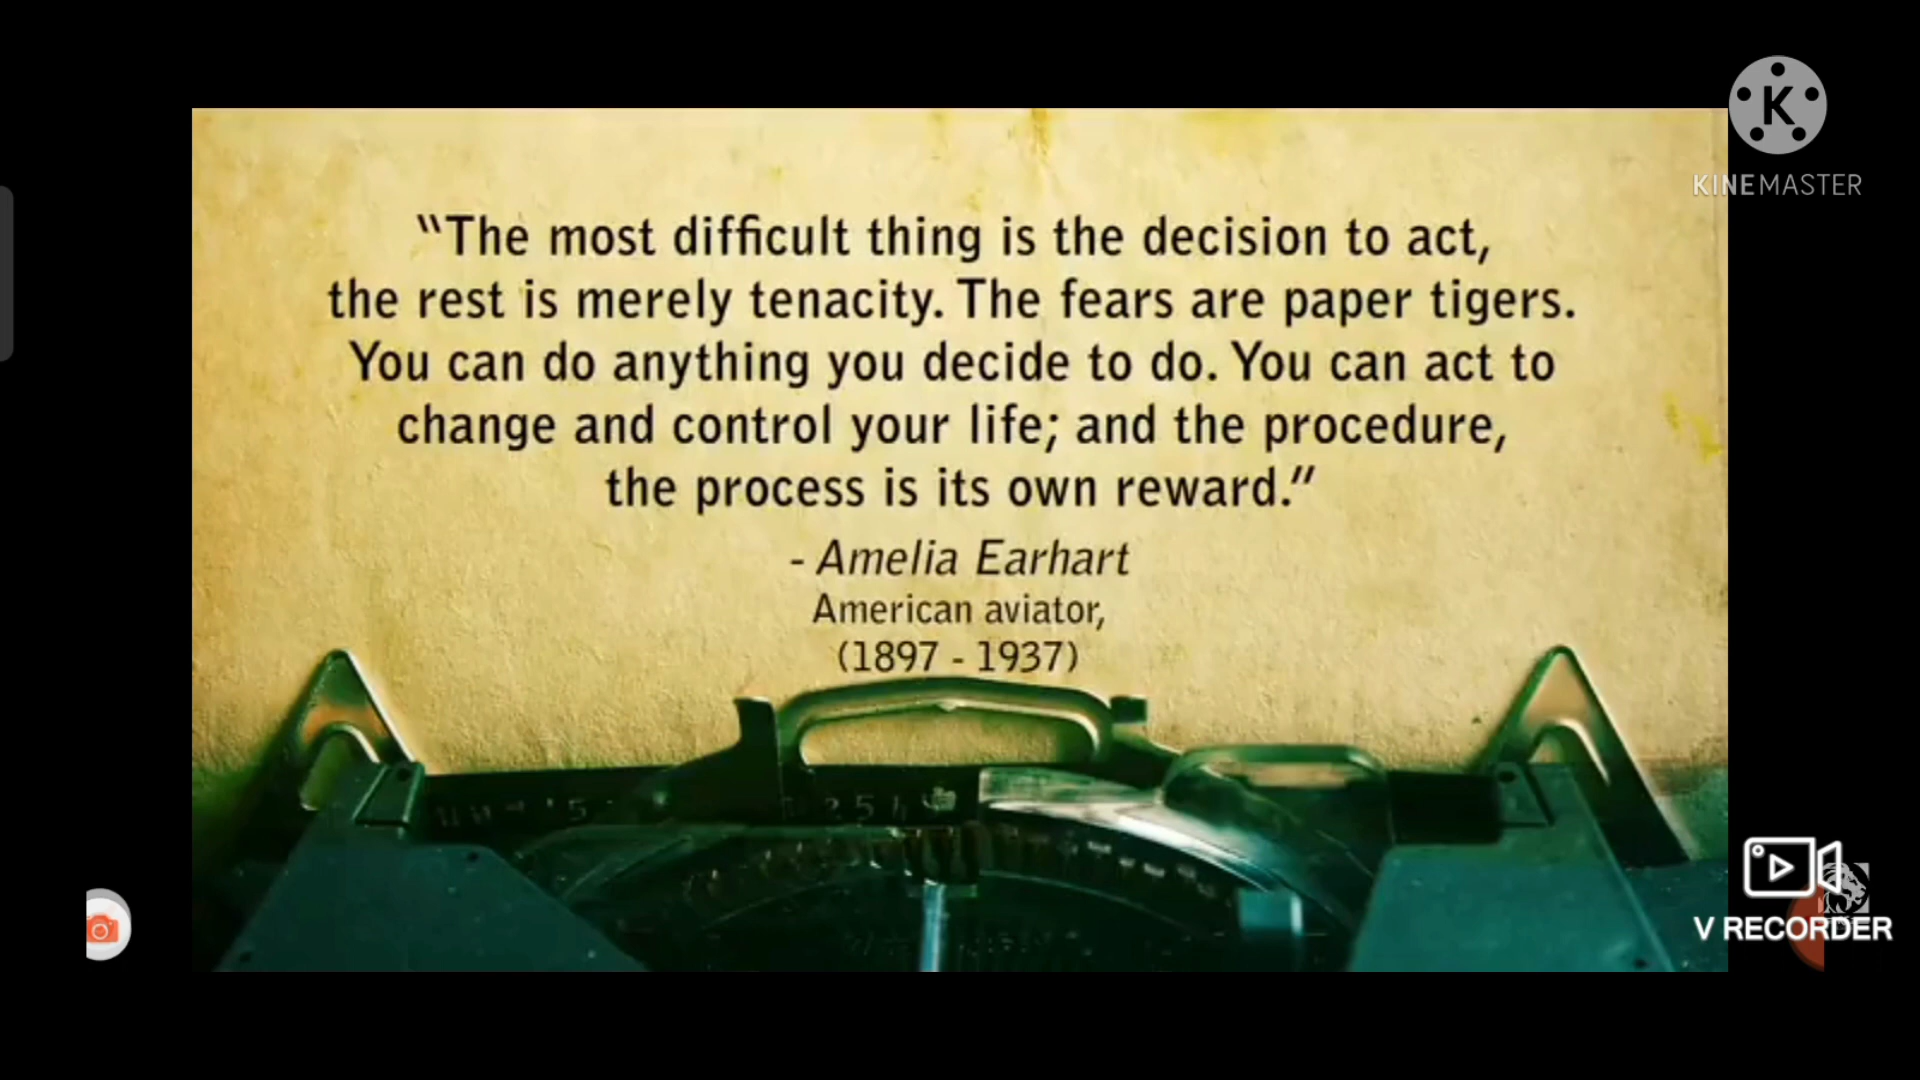 KINEMASTER
“The most difficult thing is the decision to act,
the rest is merely tenacity. The fears are paper tigers.
You can do anything you decide to do. You can act to
change and control your life; and the procedure,
the process is its own reward.”
- Amelia Earhart
American aviator,
(1897 - 1937)
V RECORDER